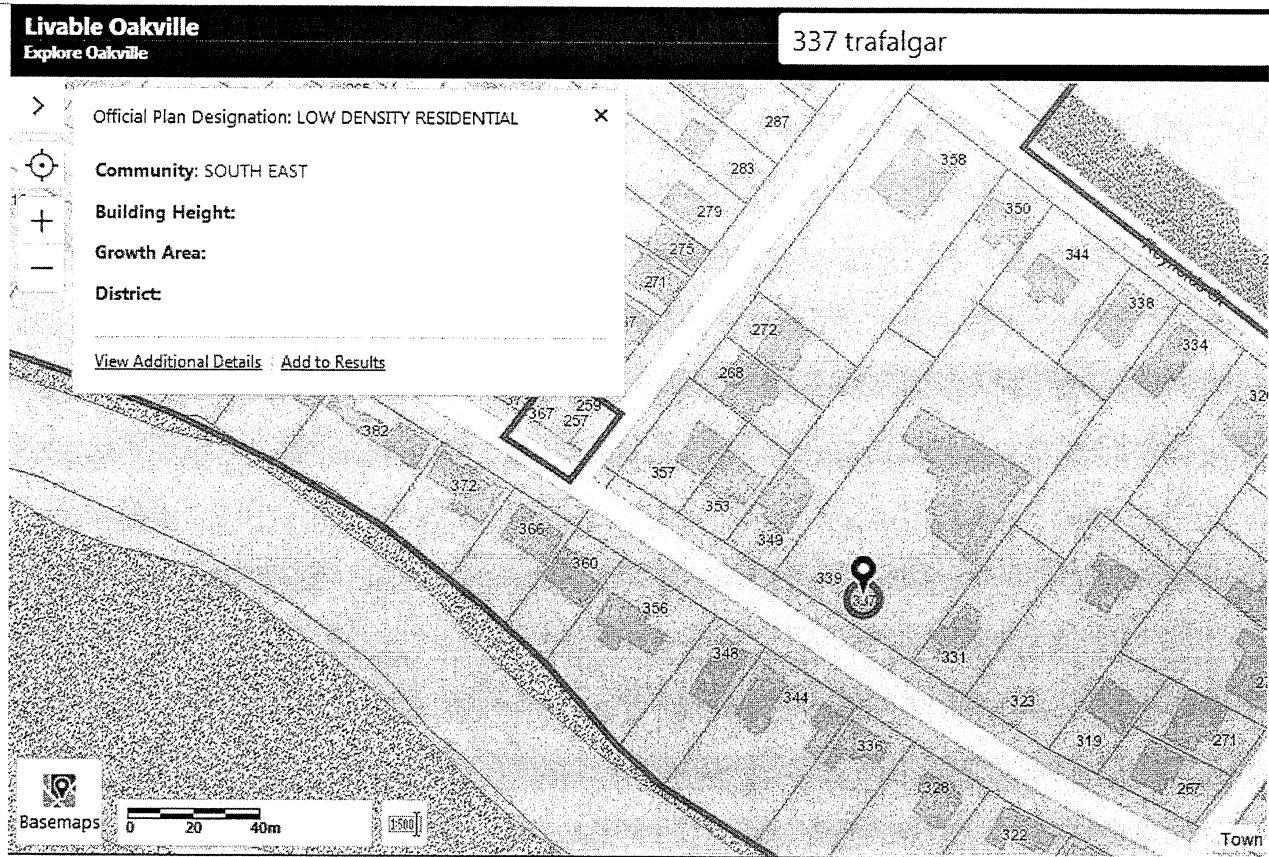 Livable Oakville
Explore Oakville
337 trafalgar
Official Plan Designation: LOW DENSITY RESIDENTIAL
Community: SOUTH EAST
Building Height:
Growth Area:
District:
View Additional Details
Add to Results
287
283
279
275
271
272
268
259
257
367
358
350
344
338
334
382
372
366
360
356
348
344
336
328
322
357
353
349
339
337
331
323
319
271
267
Basemaps
0 20 40m
1:500
Town